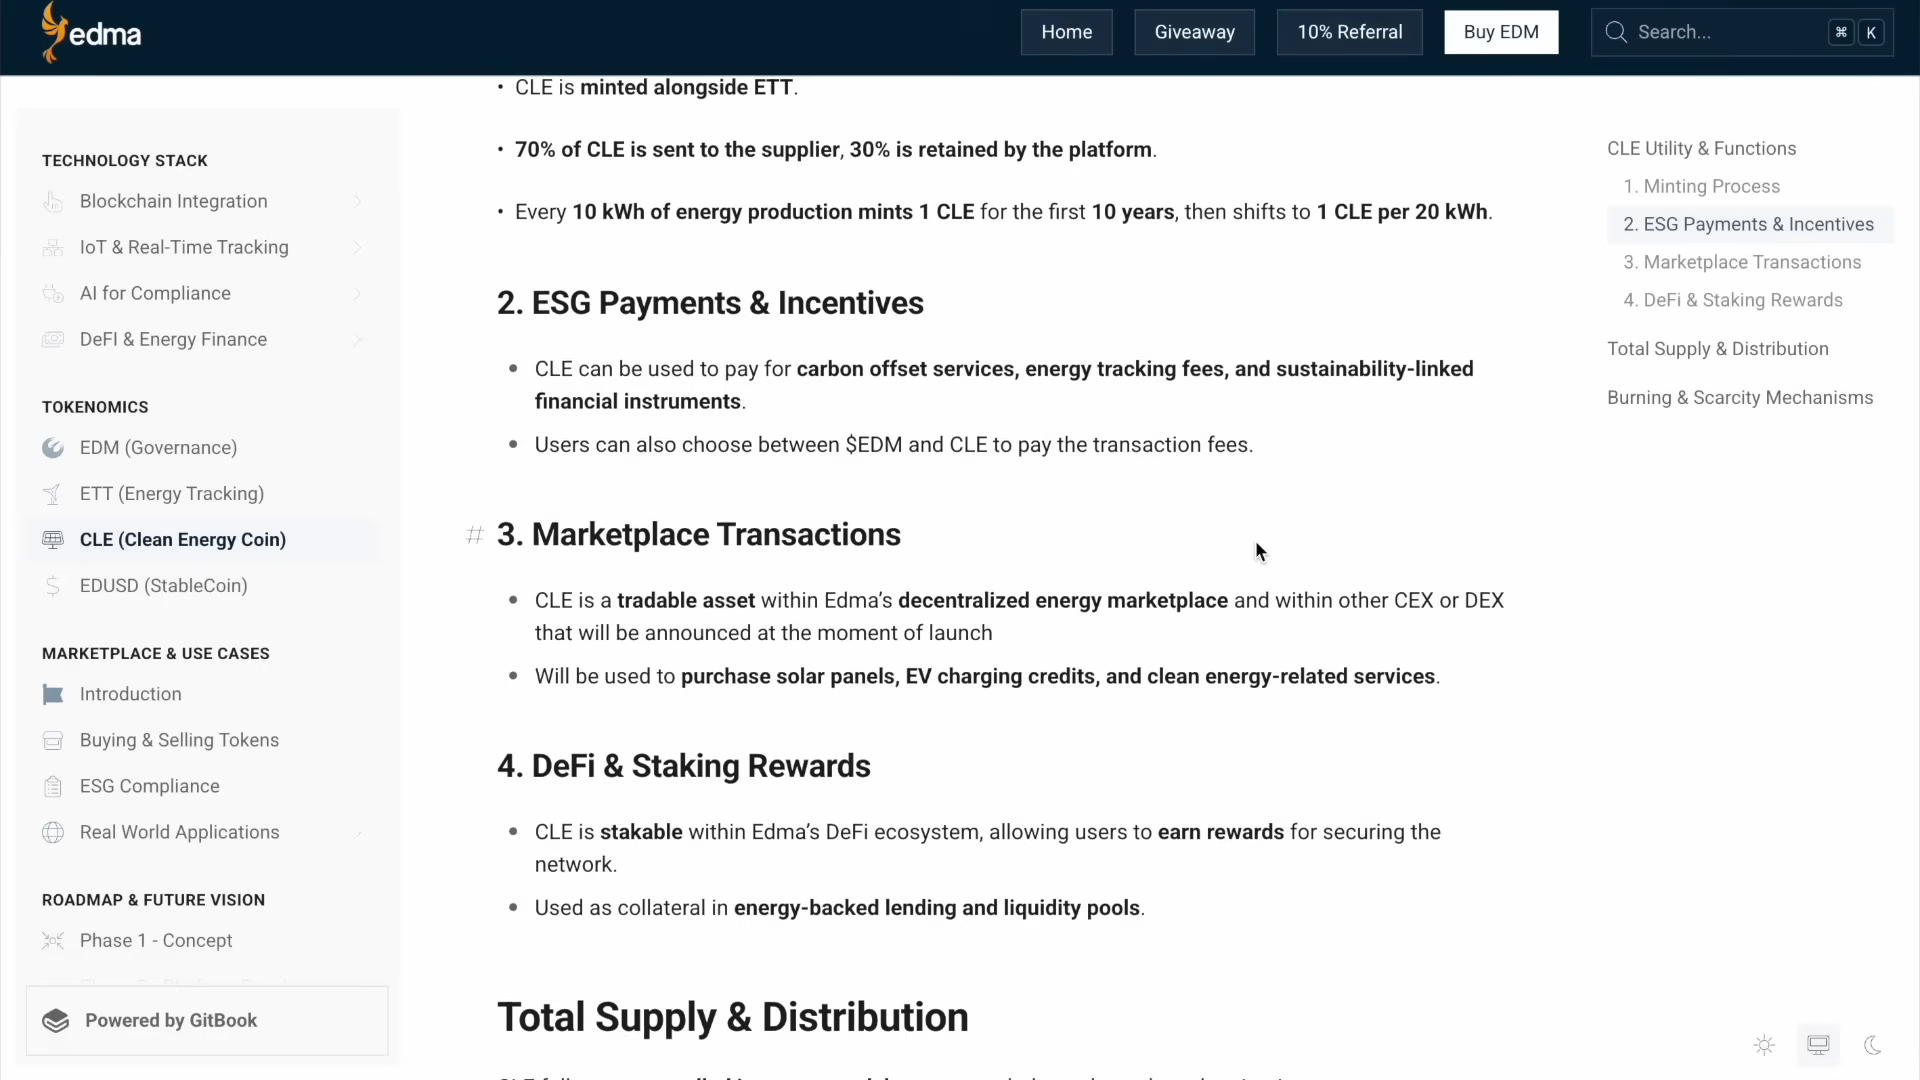 edma
Home
Giveaway
10% Referral
Buy EDM
Search...
⌘ K
TECHNOLOGY STACK
Blockchain Integration
IoT & Real-Time Tracking
AI for Compliance
DeFI & Energy Finance
TOKENOMICS
EDM (Governance)
ETT (Energy Tracking)
CLE (Clean Energy Coin)
EDUSD (StableCoin)
MARKETPLACE & USE CASES
Introduction
Buying & Selling Tokens
ESG Compliance
Real World Applications
ROADMAP & FUTURE VISION
Phase 1 - Concept
Powered by GitBook
• CLE is minted alongside ETT.
• 70% of CLE is sent to the supplier, 30% is retained by the platform.
• Every 10 kWh of energy production mints 1 CLE for the first 10 years, then shifts to 1 CLE per 20 kWh.
2. ESG Payments & Incentives
• CLE can be used to pay for carbon offset services, energy tracking fees, and sustainability-linked
financial instruments.
• Users can also choose between $EDM and CLE to pay the transaction fees.
# 3. Marketplace Transactions
• CLE is a tradable asset within Edma’s decentralized energy marketplace and within other CEX or DEX
that will be announced at the moment of launch
• Will be used to purchase solar panels, EV charging credits, and clean energy-related services.
4. DeFi & Staking Rewards
• CLE is stakable within Edma’s DeFi ecosystem, allowing users to earn rewards for securing the
network.
• Used as collateral in energy-backed lending and liquidity pools.
Total Supply & Distribution
CLE Utility & Functions
1. Minting Process
2. ESG Payments & Incentives
3. Marketplace Transactions
4. DeFi & Staking Rewards
Total Supply & Distribution
Burning & Scarcity Mechanisms